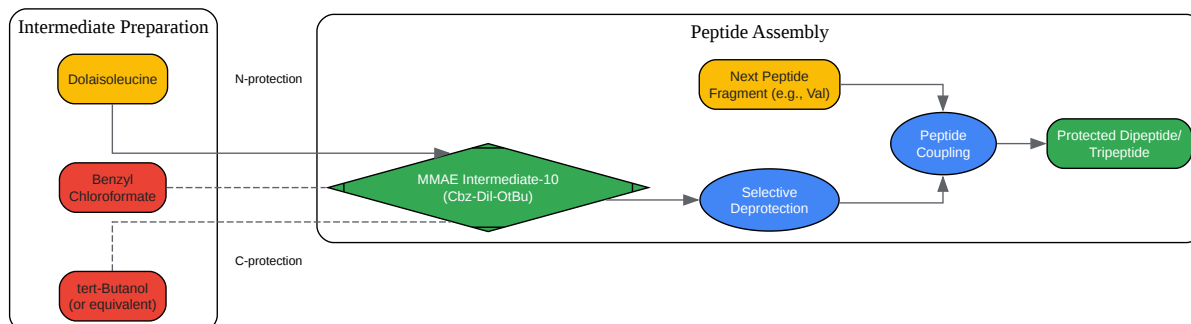 Intermediate Preparation
Dolaisoleucine
Benzyl
Chloroformate
tert-Butanol
(or equivalent)
N-protection
C-protection
Peptide Assembly
MMAE Intermediate-10
(Cbz-Dil-OtBu)
Next Peptide
Fragment (e.g., Val)
Selective
Deprotection
Peptide
Coupling
Protected Dipeptide/
Tripeptide